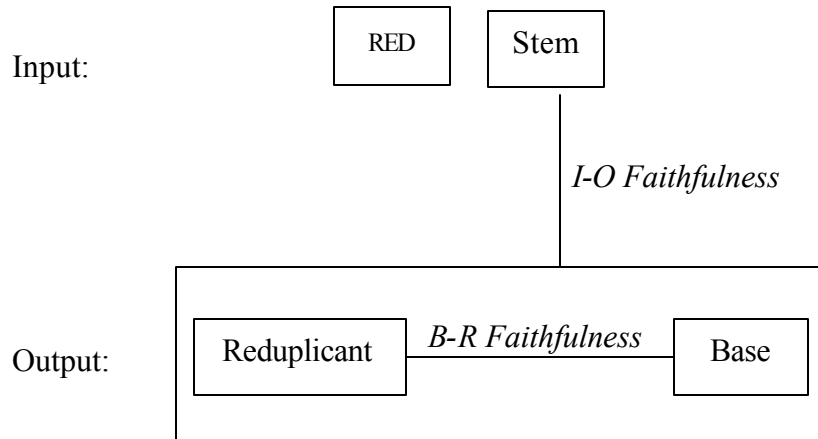 RED
Stem
Input:
I-O Faithfulness
B-R Faithfulness
Reduplicant
Base
Output: